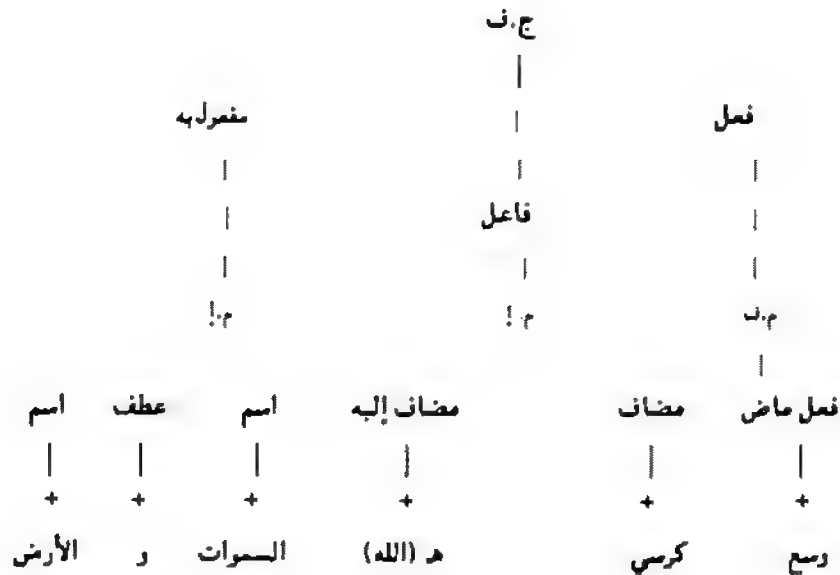 ج.ف
فعل مفعول به
فاعل
م.ف م.إ م.إ
فعل ماض مضاف مضاف إليه اسم عطف اسم
+ + + + + +
وسع كرسي هـ (الله) السموات و الأرض